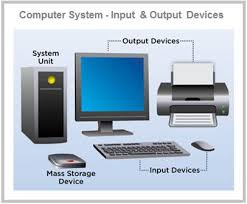 Computer System - Input & Output Devices
Output Devices
System
Unit
Mass Storage
Device
Input Devices